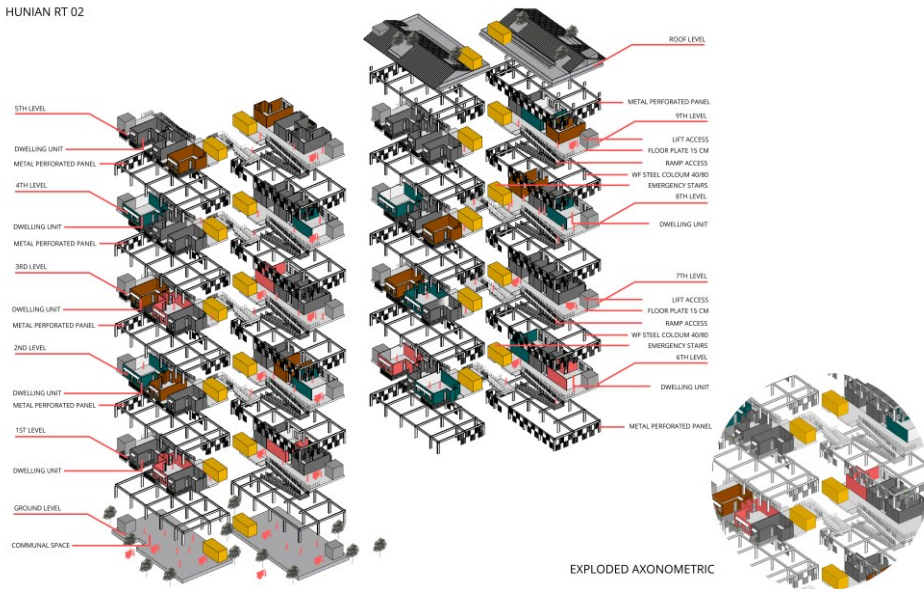 HUNIAN RT 02
5TH LEVEL
DWELLING UNIT
METAL PERFORATED PANEL
4TH LEVEL
DWELLING UNIT
METAL PERFORATED PANEL
3RD LEVEL
DWELLING UNIT
METAL PERFORATED PANEL
2ND LEVEL
DWELLING UNIT
METAL PERFORATED PANEL
1ST LEVEL
DWELLING UNIT
GROUND LEVEL
COMMUNAL SPACE
ROOF LEVEL
METAL PERFORATED PANEL
9TH LEVEL
LIFT ACCESS
FLOOR PLATE 15 CM
RAMP ACCESS
WF STEEL COLOUM 40/80
EMERGENCY STAIRS
8TH LEVEL
DWELLING UNIT
7TH LEVEL
LIFT ACCESS
FLOOR PLATE 15 CM
RAMP ACCESS
WF STEEL COLOUM 40/80
EMERGENCY STAIRS
6TH LEVEL
DWELLING UNIT
METAL PERFORATED PANEL
EXPLODED AXONOMETRIC